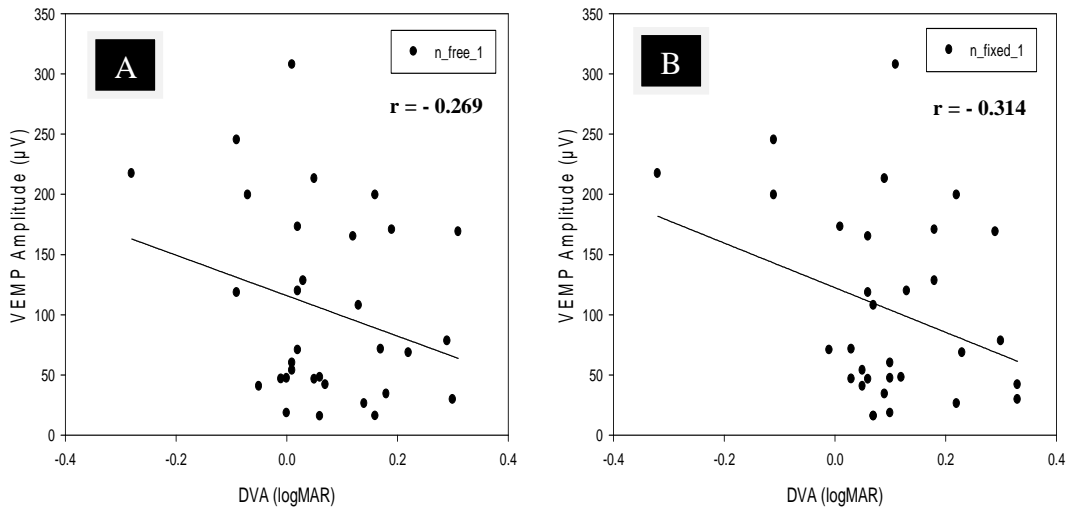 A
n_free_1
r = - 0.269
350
300
250
200
150
100
50
0
VEMP Amplitude (µV)
-0.4
-0.2
0.0
0.2
0.4
DVA (logMAR)
B
n_fixed_1
r = - 0.314
350
300
250
200
150
100
50
0
VEMP Amplitude (µV)
-0.4
-0.2
0.0
0.2
0.4
DVA (logMAR)